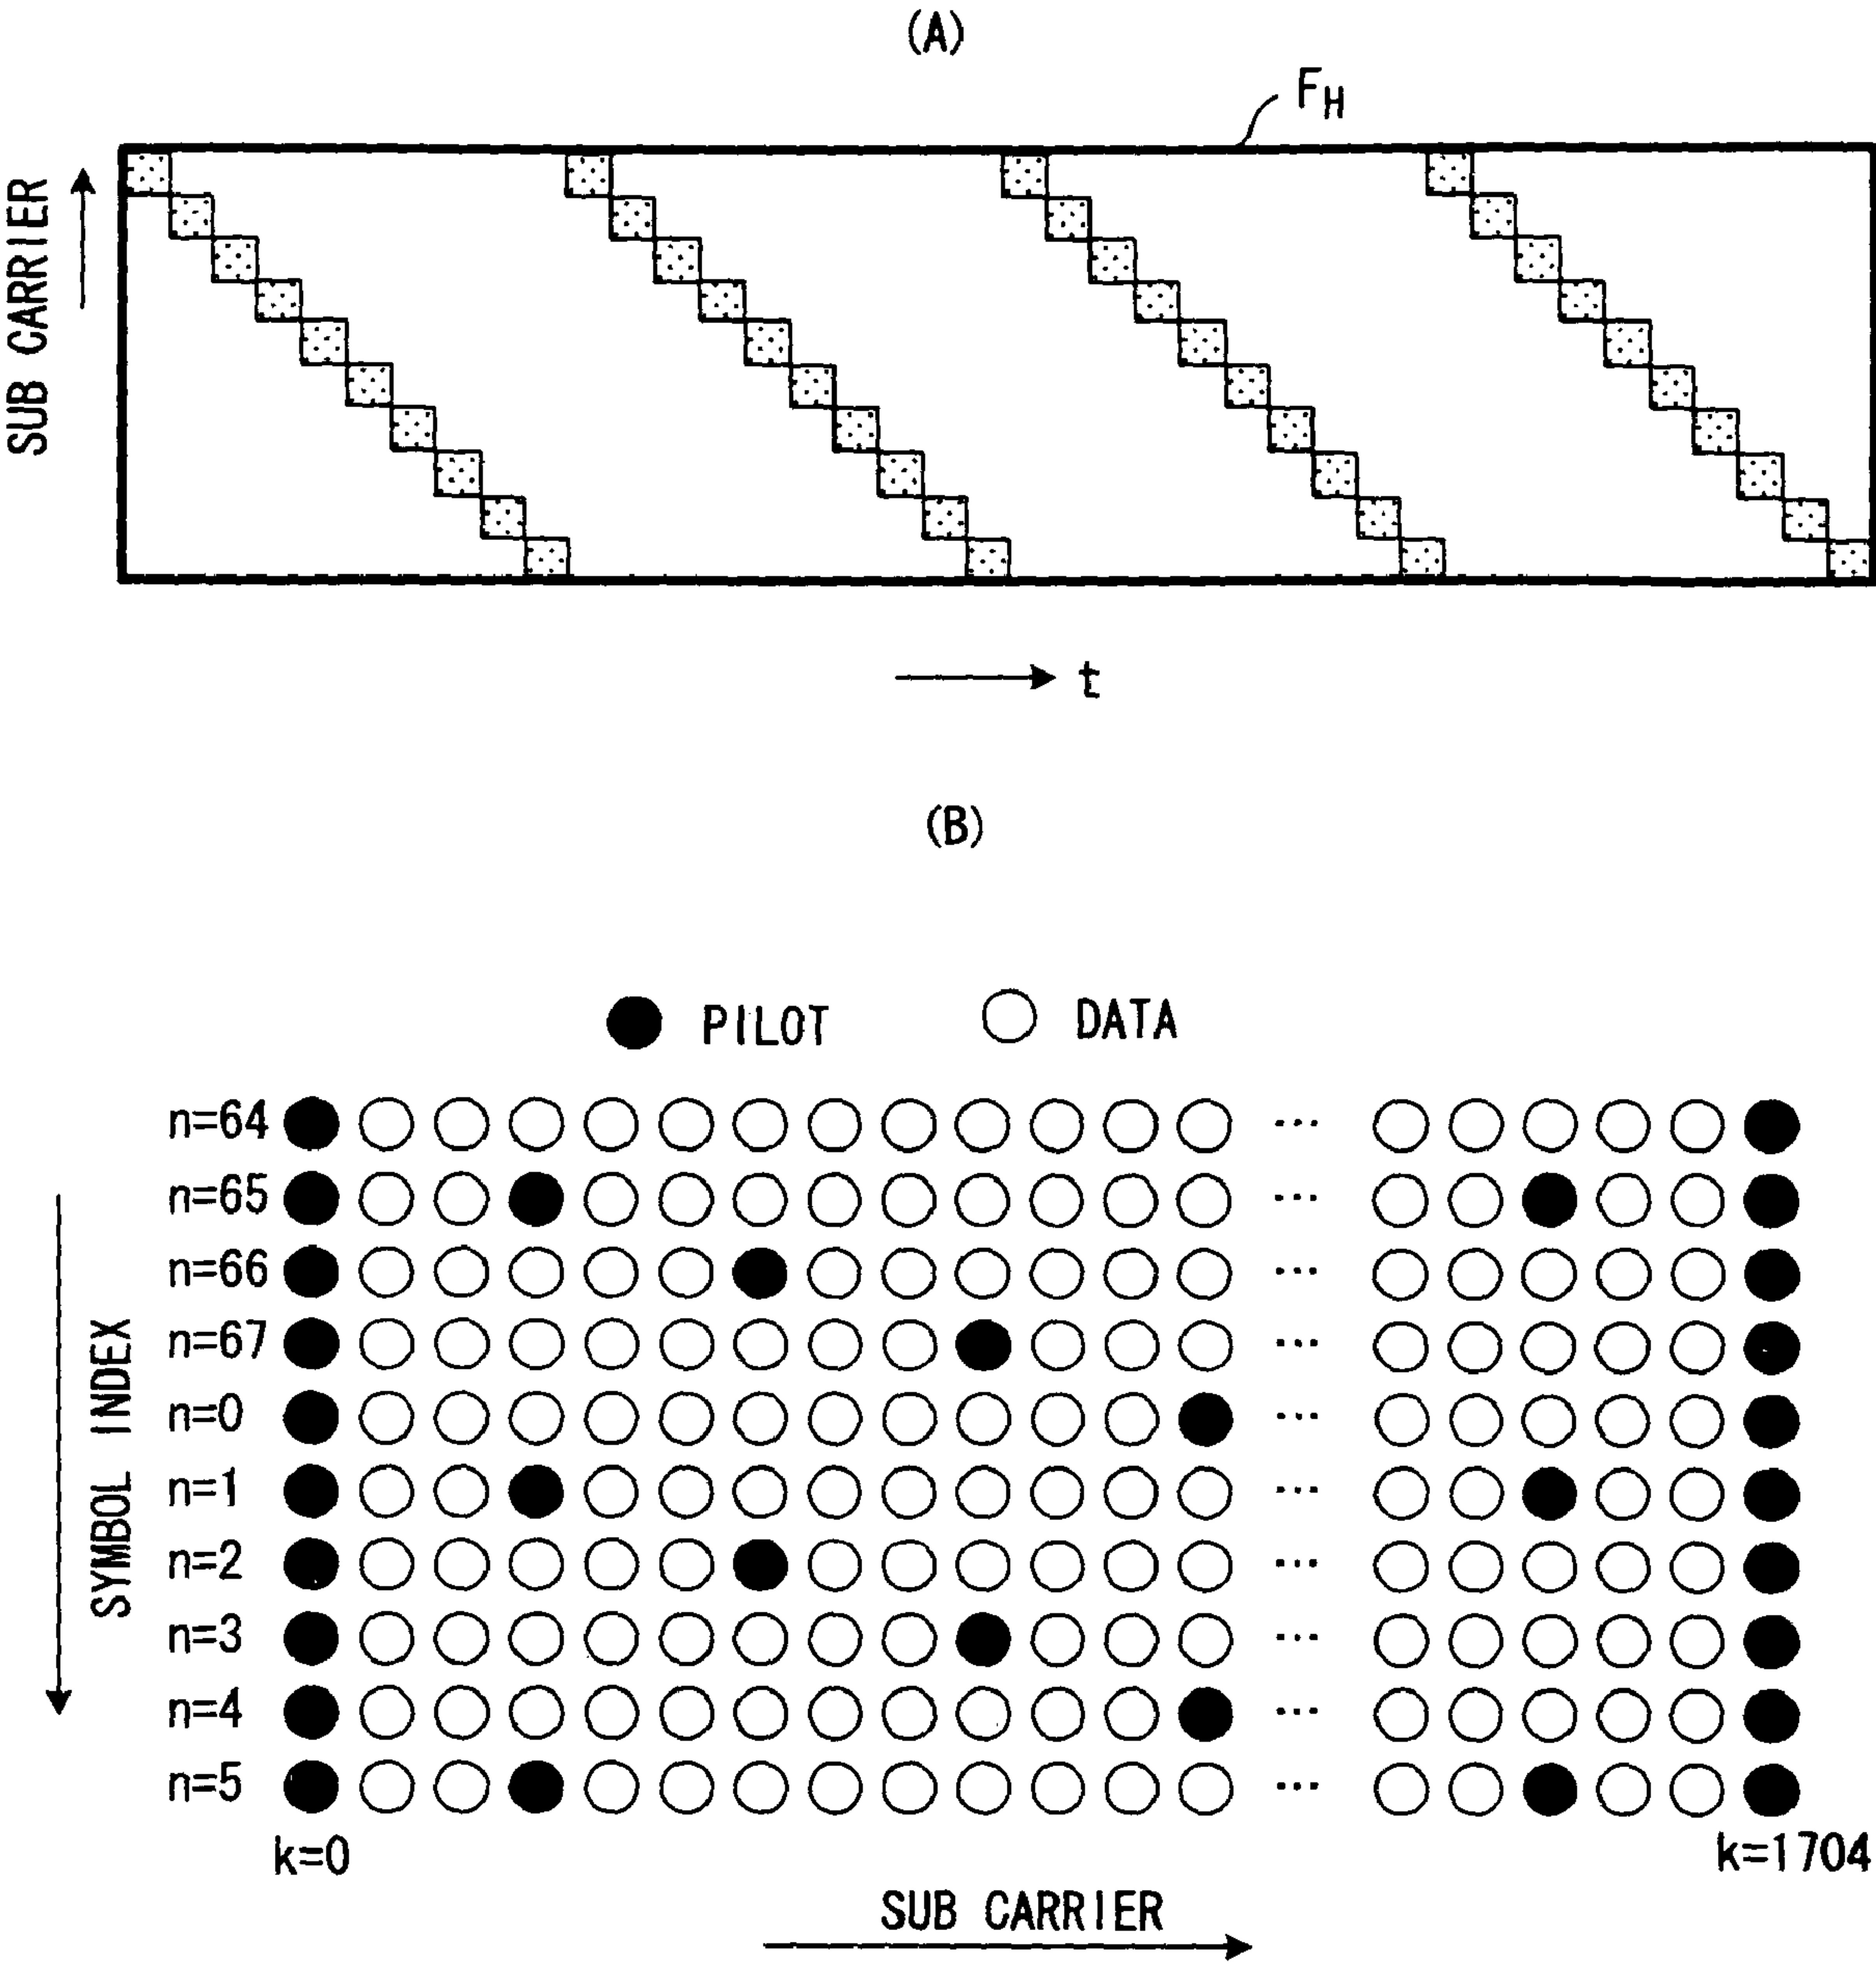 (A)
F_H
SUB CARRIER
t
(B)
PILOT
DATA
n=64 ...
n=65 ...
n=66 ...
n=67 ...
n=0 ...
n=1 ...
n=2 ...
n=3 ...
n=4 ...
n=5 ...
SYMBOL INDEX
k=0
k=1704
SUB CARRIER